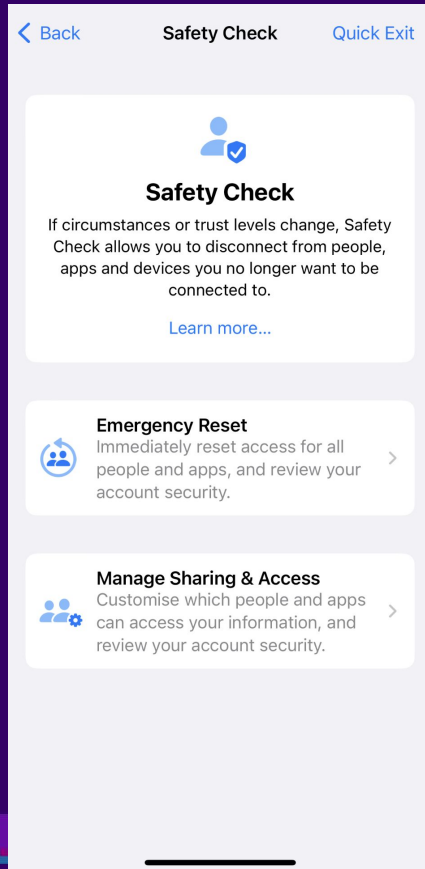 Back Safety Check Quick Exit
Safety Check
If circumstances or trust levels change, Safety
Check allows you to disconnect from people,
apps and devices you no longer want to be
connected to.
Learn more...
Emergency Reset
Immediately reset access for all
people and apps, and review your
account security.
Manage Sharing & Access
Customise which people and apps
can access your information, and
review your account security.